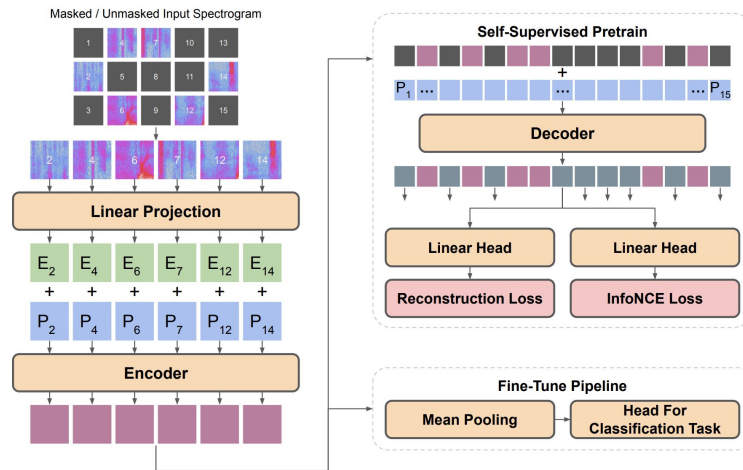 Masked / Unmasked Input Spectrogram
1 4 7 10 13
2 5 8 11 14
3 6 9 12 15
2 4 6 7 12 14
Linear Projection
E2 E4 E6 E7 E12 E14
+ + + + + +
P2 P4 P6 P7 P12 P14
Encoder
Self-Supervised Pretrain
+
P1 ... ... ... P15
Decoder
Linear Head Linear Head
Reconstruction Loss InfoNCE Loss
Fine-Tune Pipeline
Mean Pooling
Head For
Classification Task